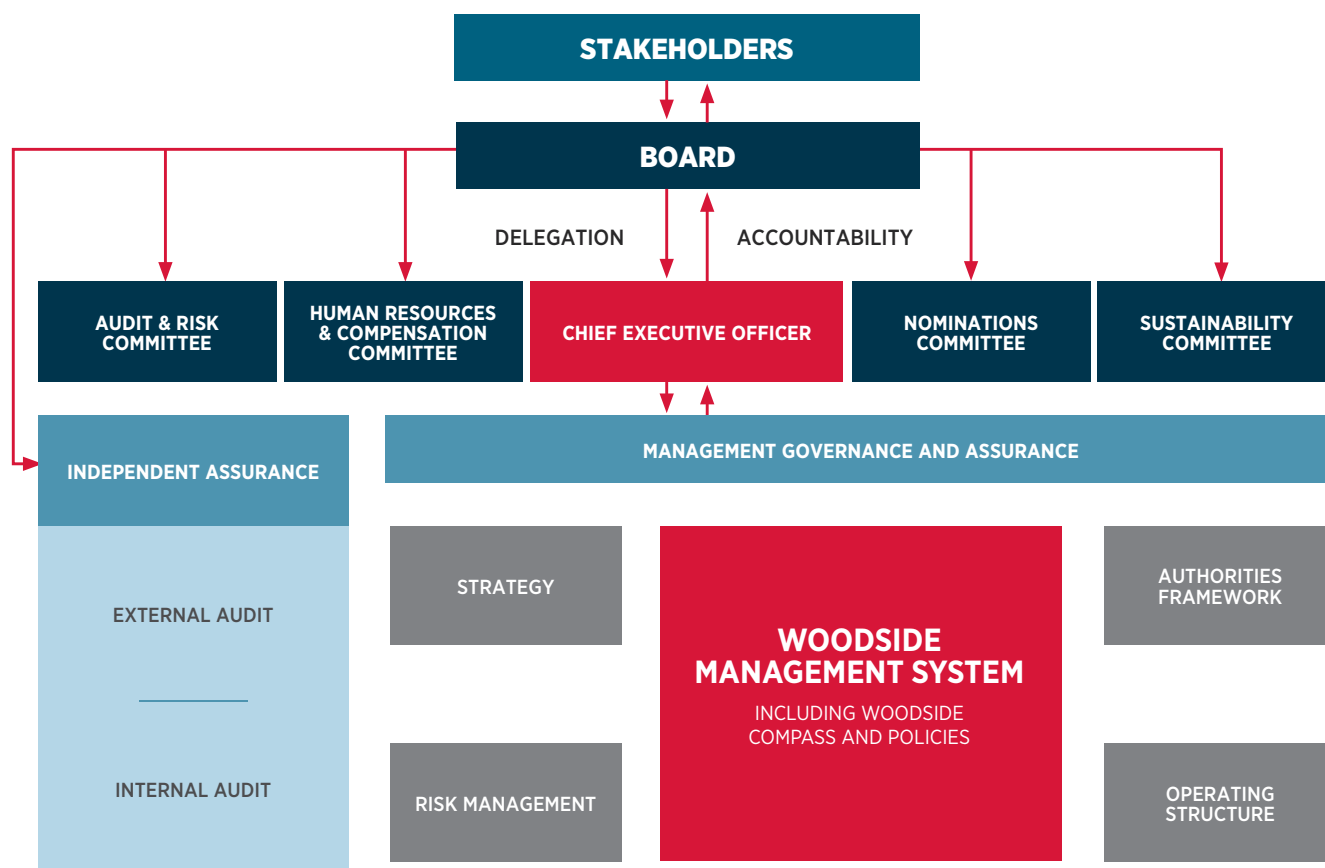 STAKEHOLDERS
BOARD
DELEGATION
ACCOUNTABILITY
AUDIT & RISK
COMMITTEE
HUMAN RESOURCES
& COMPENSATION
COMMITTEE
CHIEF EXECUTIVE OFFICER
NOMINATIONS
COMMITTEE
SUSTAINABILITY
COMMITTEE
INDEPENDENT ASSURANCE
MANAGEMENT GOVERNANCE AND ASSURANCE
EXTERNAL AUDIT
INTERNAL AUDIT
STRATEGY
RISK MANAGEMENT
WOODSIDE
MANAGEMENT SYSTEM
INCLUDING WOODSIDE
COMPASS AND POLICIES
AUTHORITIES
FRAMEWORK
OPERATING
STRUCTURE